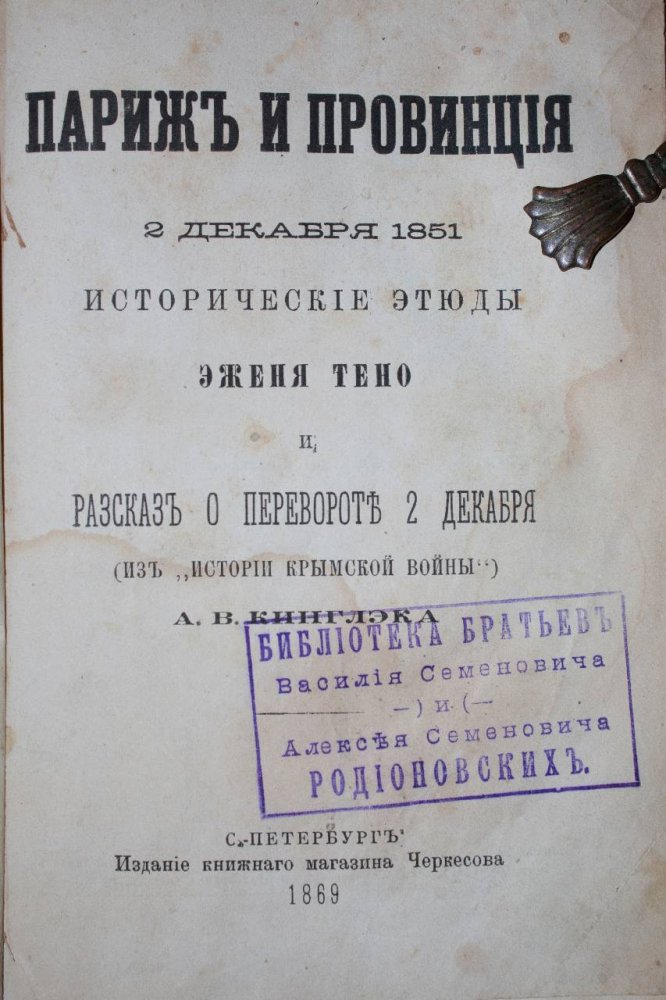 ПАРИЖЪ И ПРОВИНЦІЯ
2 ДЕКАБРЯ 1851
ИСТОРИЧЕСКІЕ ЭТЮДЫ
ЭЖЕНЯ ТЕНО
И
РАЗСКАЗЪ О ПЕРЕВОРОТѢ 2 ДЕКАБРЯ
(ИЗЪ „ИСТОРІИ КРЫМСКОЙ ВОЙНЫ“)
А. В. КИНГЛЭКА
БИБЛІОТЕКА БРАТЬЕВЪ
Василія Семеновича
—) и (—
Алексѣя Семеновича
РОДІОНОВСКИХЪ.
С.-ПЕТЕРБУРГЪ
Изданіе книжнаго магазина Черкесова
1869